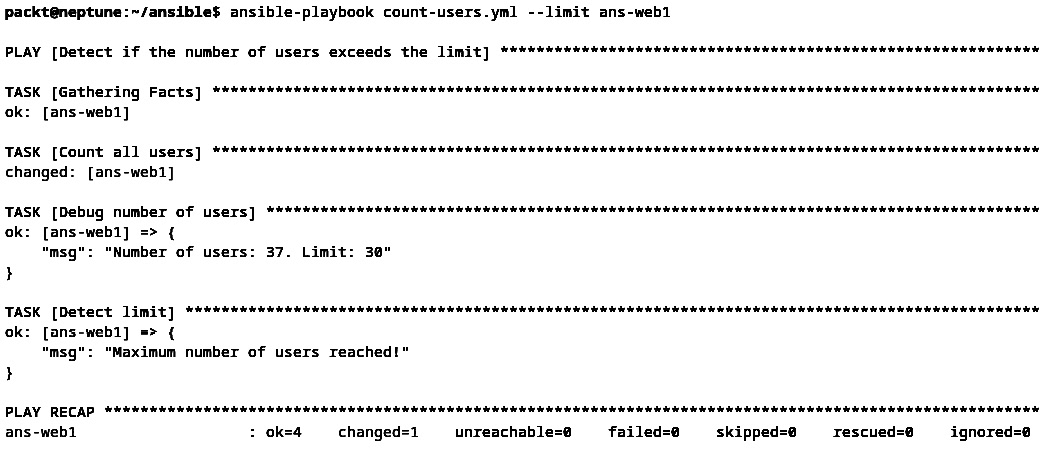 packt@neptune:~/ansible$ ansible-playbook count-users.yml --limit ans-web1
PLAY [Detect if the number of users exceeds the limit] ************************************************************
TASK [Gathering Facts] ********************************************************************************************
ok: [ans-web1]
TASK [Count all users] ********************************************************************************************
changed: [ans-web1]
TASK [Debug number of users] **************************************************************************************
ok: [ans-web1] => {
    "msg": "Number of users: 37. Limit: 30"
}
TASK [Detect limit] ***********************************************************************************************
ok: [ans-web1] => {
    "msg": "Maximum number of users reached!"
}
PLAY RECAP ********************************************************************************************************
ans-web1                   : ok=4    changed=1    unreachable=0    failed=0    skipped=0    rescued=0    ignored=0